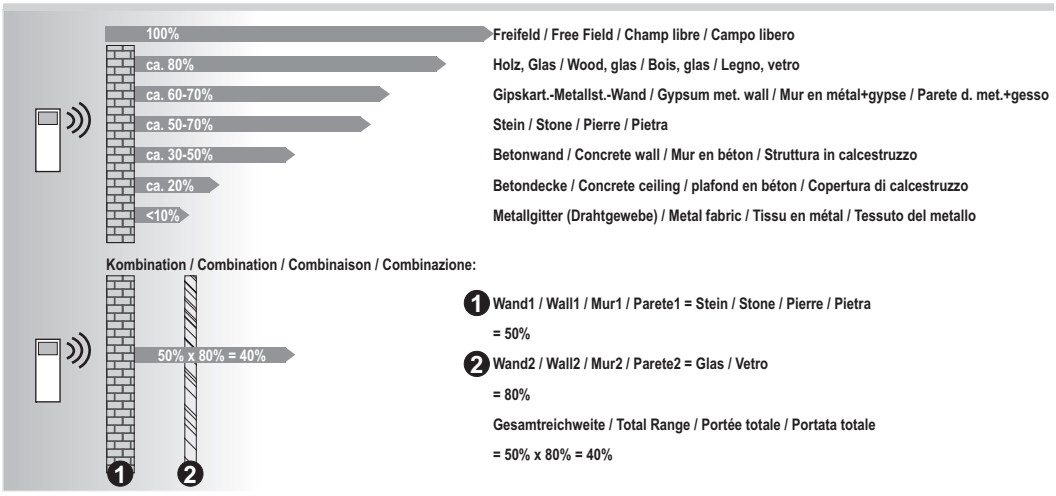 100% Freifeld / Free Field / Champ libre / Campo libero
ca. 80% Holz, Glas / Wood, glas / Bois, glas / Legno, vetro
ca. 60-70% Gipskart.-Metallst.-Wand / Gypsum met. wall / Mur en métal+gypse / Parete d. met.+gesso
ca. 50-70% Stein / Stone / Pierre / Pietra
ca. 30-50% Betonwand / Concrete wall / Mur en béton / Struttura in calcestruzzo
ca. 20% Betondecke / Concrete ceiling / plafond en béton / Copertura di calcestruzzo
<10% Metallgitter (Drahtgewebe) / Metal fabric / Tissu en métal / Tessuto del metallo
Kombination / Combination / Combinaison / Combinazione:
1 Wand1 / Wall1 / Mur1 / Parete1 = Stein / Stone / Pierre / Pietra
= 50%
50% x 80% = 40%
2 Wand2 / Wall2 / Mur2 / Parete2 = Glas / Vetro
= 80%
Gesamtreichweite / Total Range / Portée totale / Portata totale
= 50% x 80% = 40%
1 2